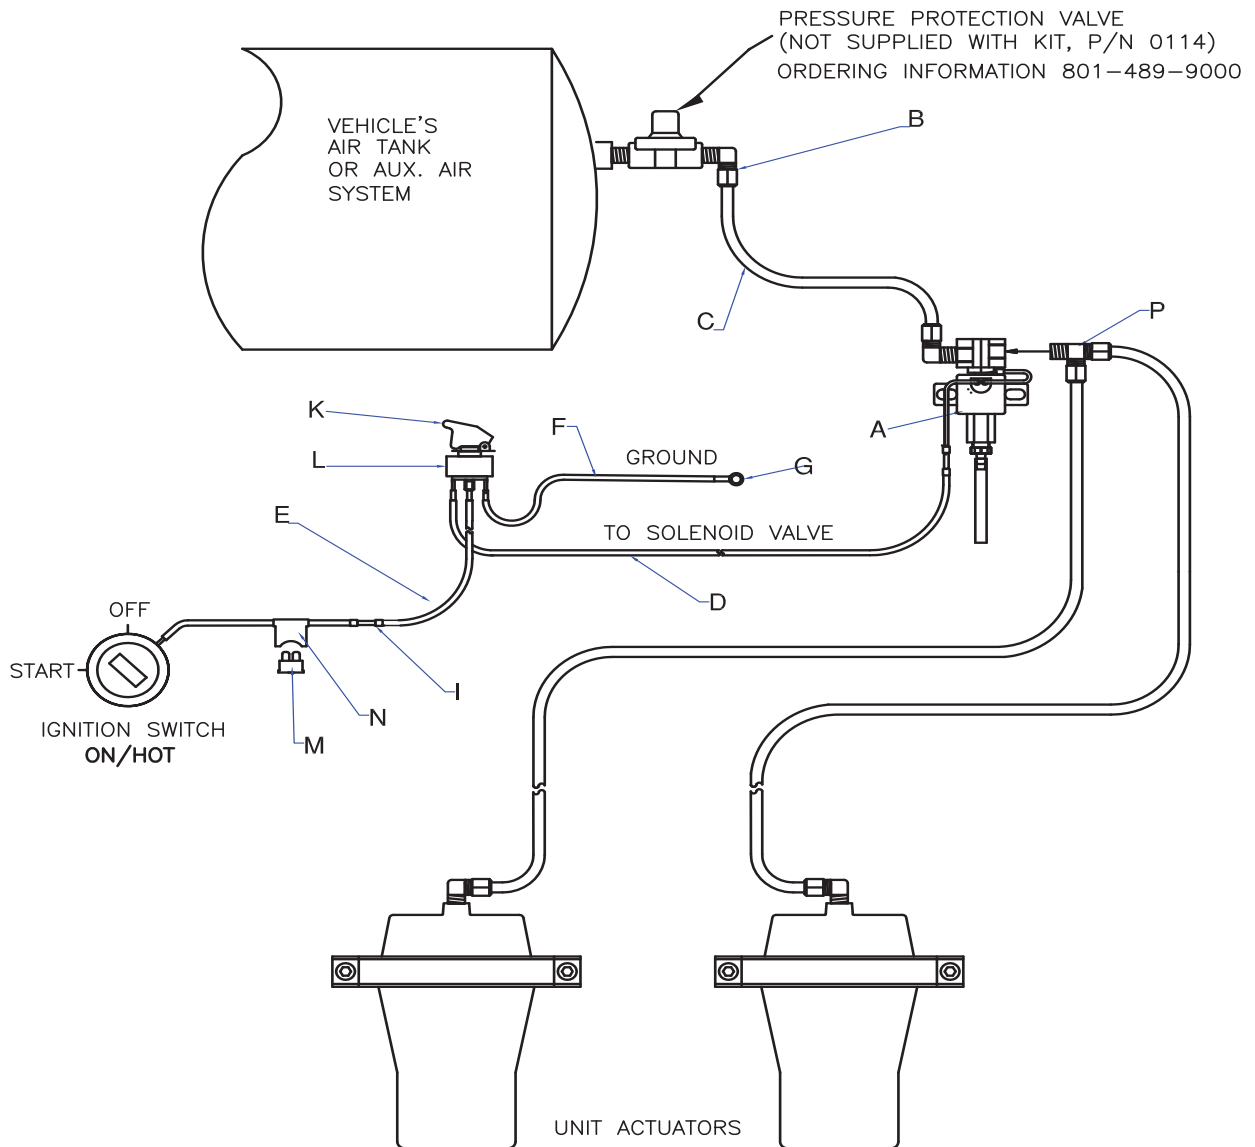 PRESSURE PROTECTION VALVE
(NOT SUPPLIED WITH KIT, P/N 0114)
ORDERING INFORMATION 801-489-9000
VEHICLE'S
AIR TANK
OR AUX. AIR
SYSTEM
B
C
P
K
F
A
L
GROUND
G
E
TO SOLENOID VALVE
D
OFF
START
I
N
IGNITION SWITCH
M
ON/HOT
UNIT ACTUATORS